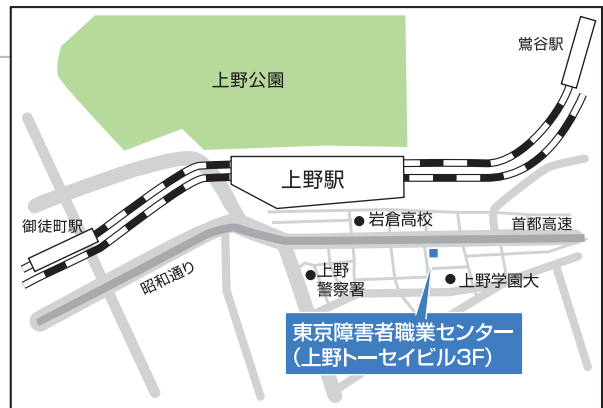 鶯谷駅
上野公園
上野駅
御徒町駅
岩倉高校
首都高速
昭和通り
上野
警察署
上野学園大
東京障害者職業センター
（上野トーセイビル3F）